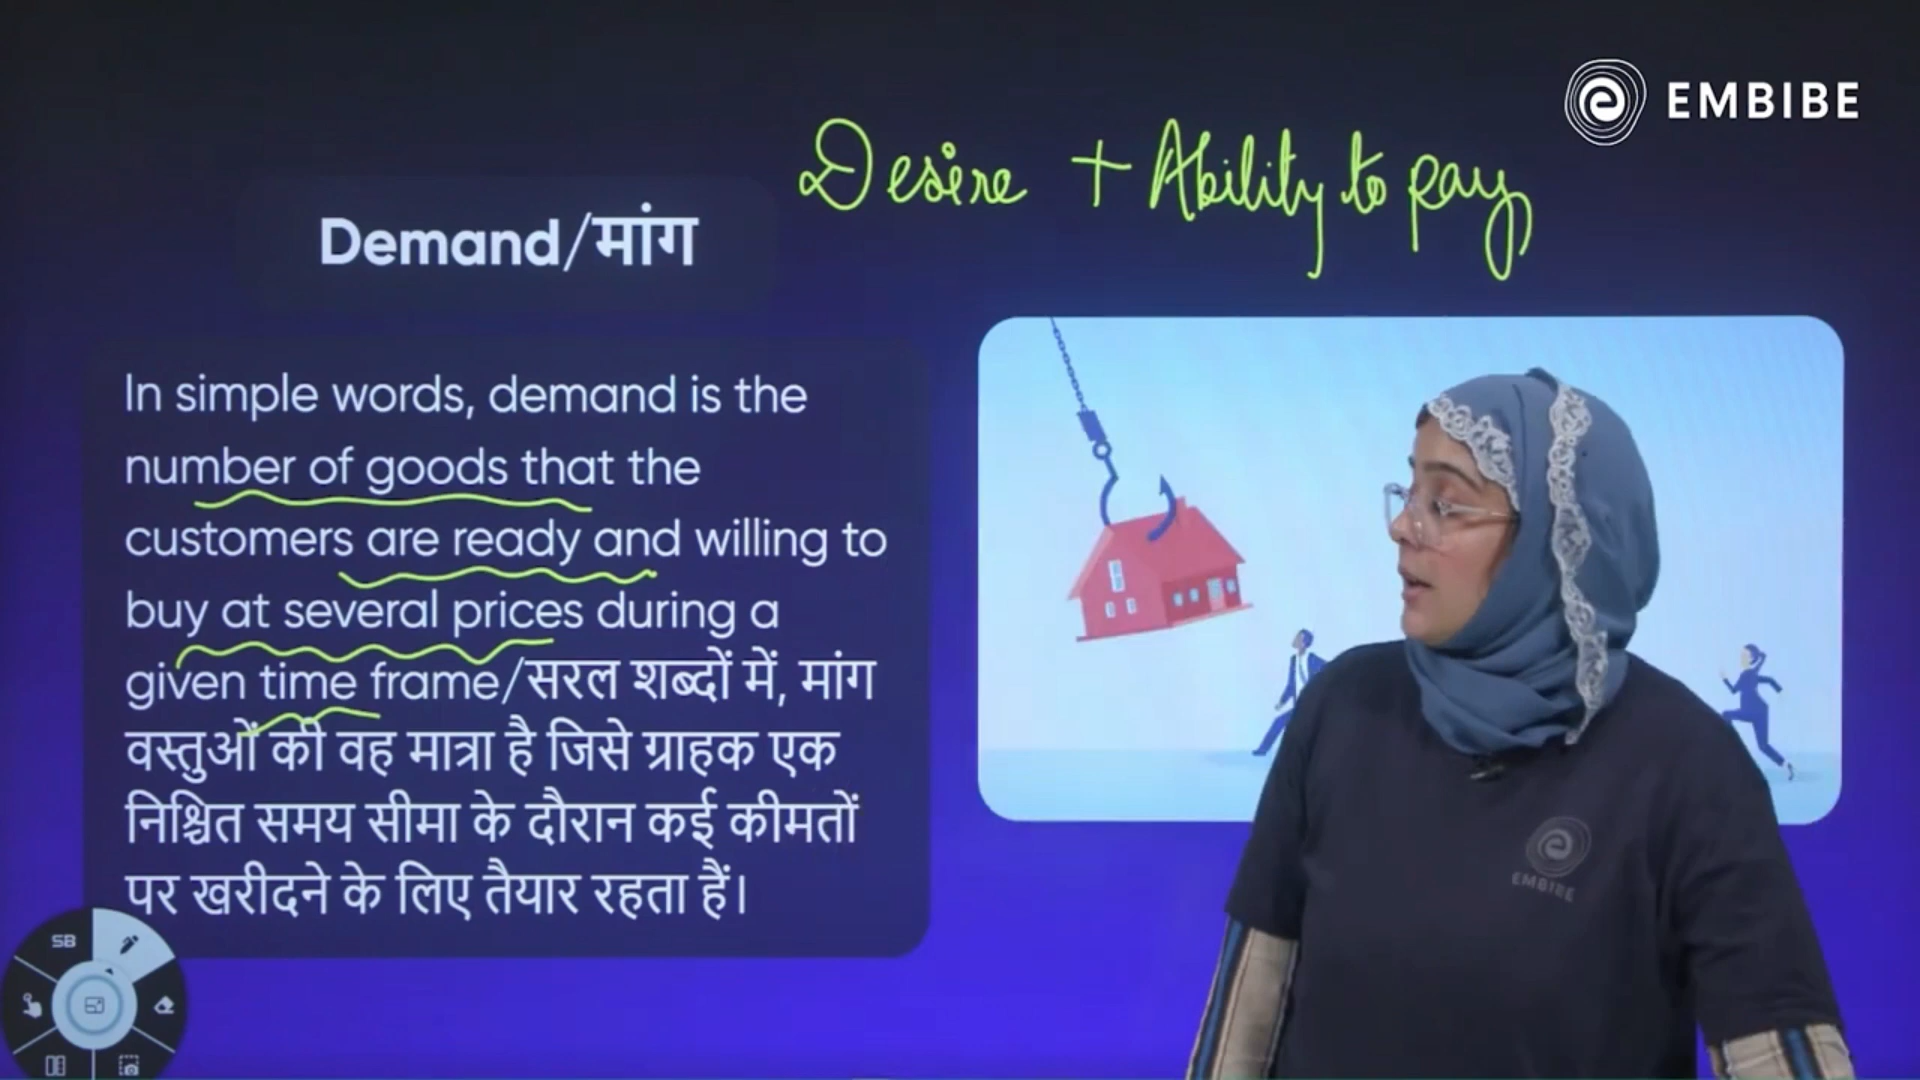 EMBIBE
Desire + Ability to pay
Demand/मांग
In simple words, demand is the
number of goods that the
customers are ready and willing to
buy at several prices during a
given time frame/सरल शब्दों में, मांग
वस्तुओं की वह मात्रा है जिसे ग्राहक एक
निश्चित समय सीमा के दौरान कई कीमतों
पर खरीदने के लिए तैयार रहता हैं।
EMBIBE
SB